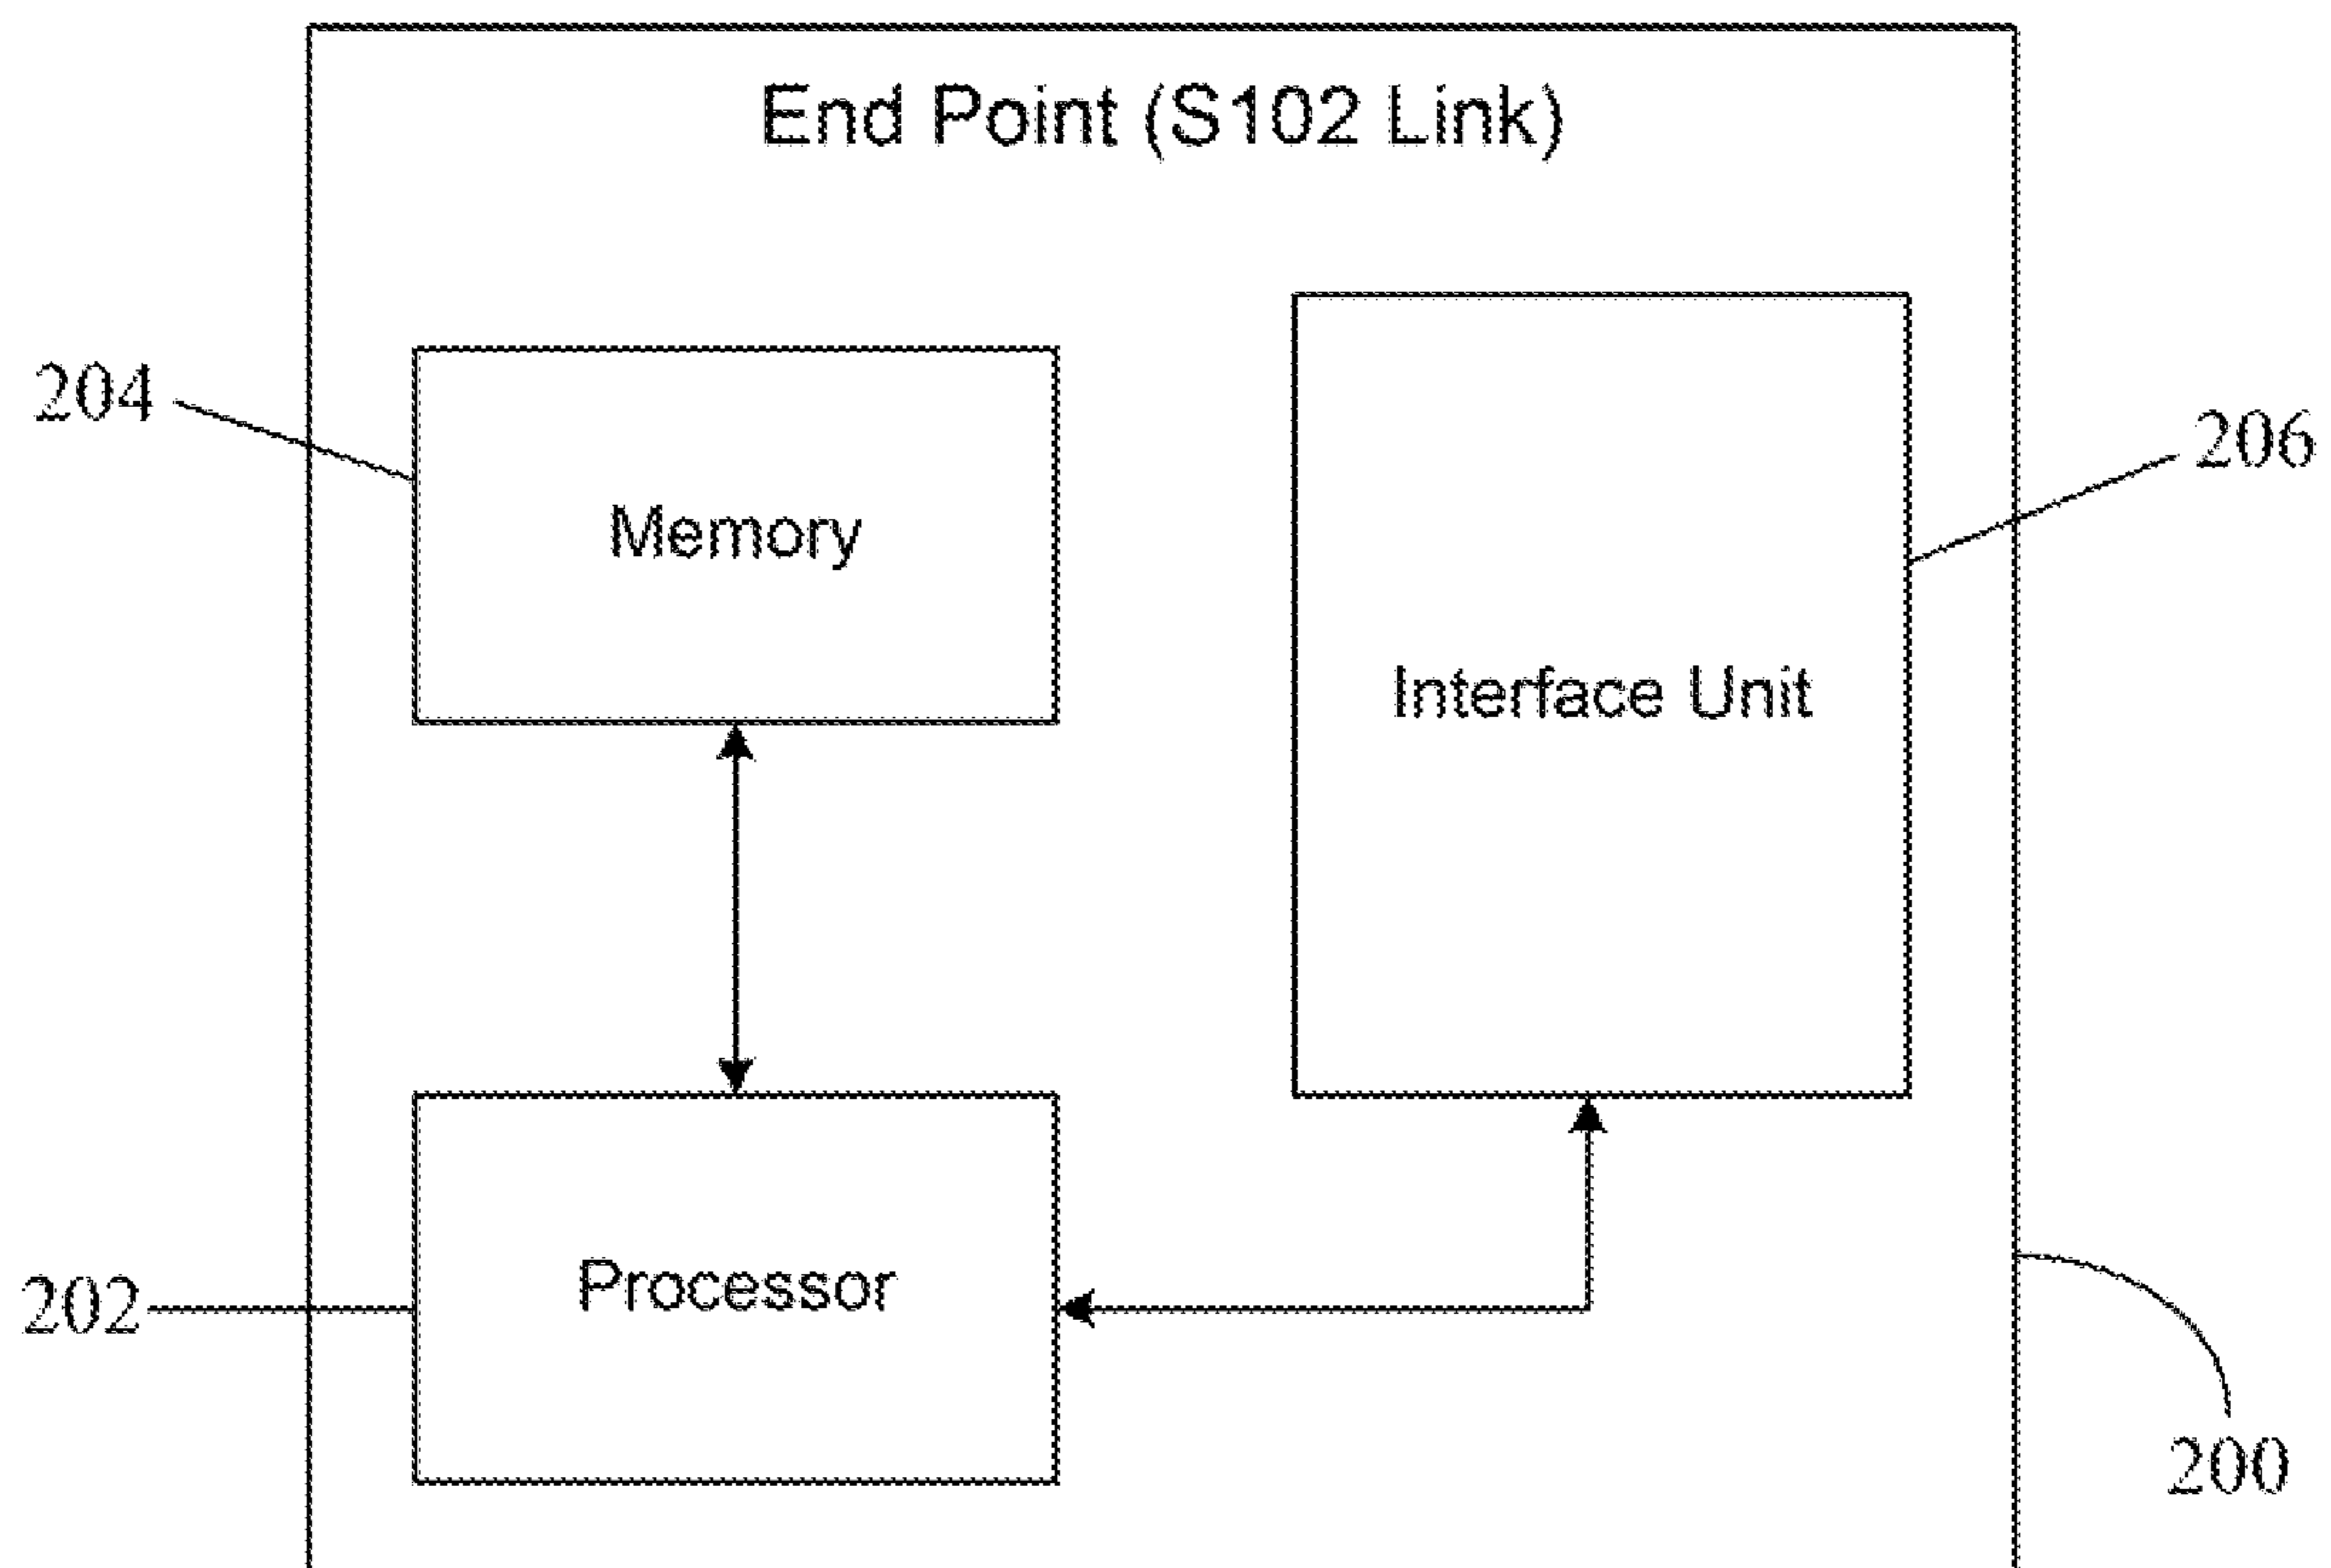 End Point (S102 Link)
204
Memory
206
Interface Unit
202
Processor
200